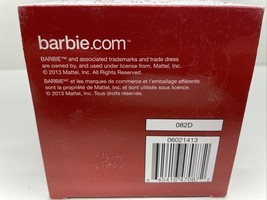 barbie.com™
BARBIE™ and associated trademarks and trade dress
are owned by, and used under license from, Mattel, Inc.
© 2013 Mattel, Inc. All Rights Reserved.
BARBIE™ et les marques de commerce et l'emballage afférents
sont la propriété de Mattel, Inc. et sont utilisés sous licence.
© 2013 Mattel, Inc. Tous droits réservés.
082D
06021413